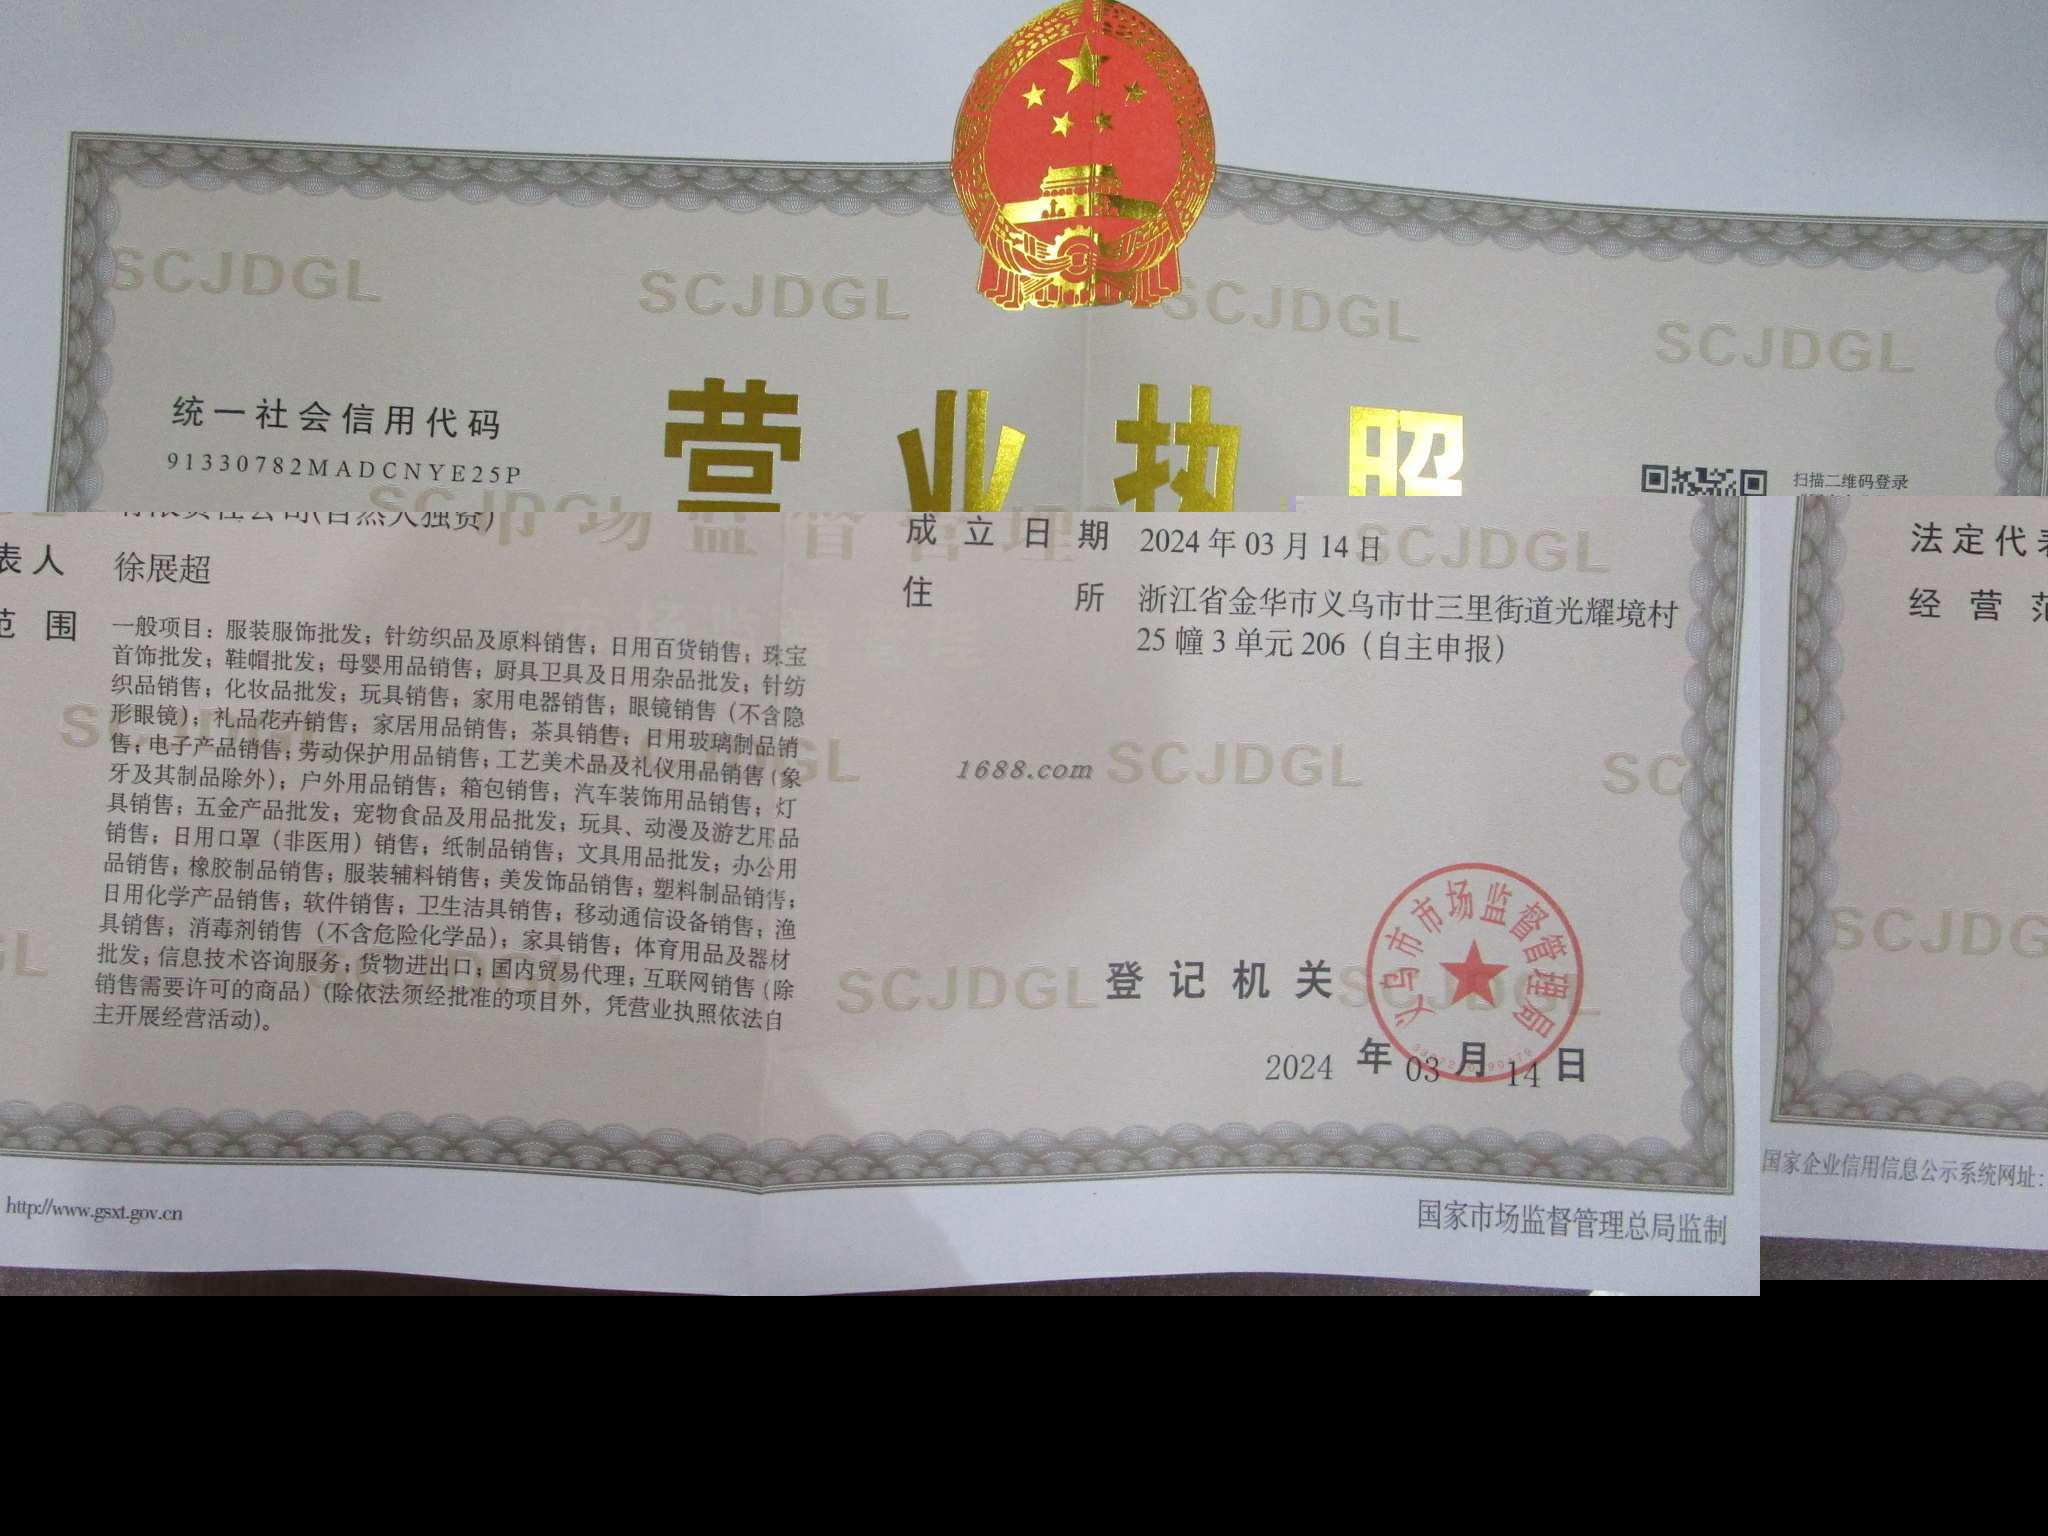 SCJDGL
SCJDGL
SCJDGL
SCJDGL
统一社会信用代码
91330782MADCNYE25P
营业执照
扫描二维码登录
SCJDGL
有限责任公司(自然人独资)
市场监督管理
表人 徐展超
范围 一般项目：服装服饰批发；针纺织品及原料销售；日用百货销售；珠宝
首饰批发；鞋帽批发；母婴用品销售；厨具卫具及日用杂品批发；针纺
织品销售；化妆品批发；玩具销售；家用电器销售；眼镜销售（不含隐
形眼镜）；礼品花卉销售；家居用品销售；茶具销售；日用玻璃制品销
售；电子产品销售；劳动保护用品销售；工艺美术品及礼仪用品销售（象
牙及其制品除外）；户外用品销售；箱包销售；汽车装饰用品销售；灯
具销售；五金产品批发；宠物食品及用品批发；玩具、动漫及游艺用品
销售；日用口罩（非医用）销售；纸制品销售；文具用品批发；办公用
品销售；橡胶制品销售；服装辅料销售；美发饰品销售；塑料制品销售；
日用化学产品销售；软件销售；卫生洁具销售；移动通信设备销售；渔
具销售；消毒剂销售（不含危险化学品）；家具销售；体育用品及器材
批发；信息技术咨询服务；货物进出口；国内贸易代理；互联网销售（除
销售需要许可的商品）(除依法须经批准的项目外，凭营业执照依法自
主开展经营活动)。
成立日期 2024年03月14日
住所 浙江省金华市义乌市廿三里街道光耀境村
25幢3单元206（自主申报）
SCJDGL
SCJDGL
SCJDGL
1688.com
SCJDGL
SCJDGL
登记机关
义乌市市场监督管理局
2024年03月14日
http://www.gsxt.gov.cn
国家市场监督管理总局监制
法定代表
经营范
SCJDG
国家企业信用信息公示系统网址：